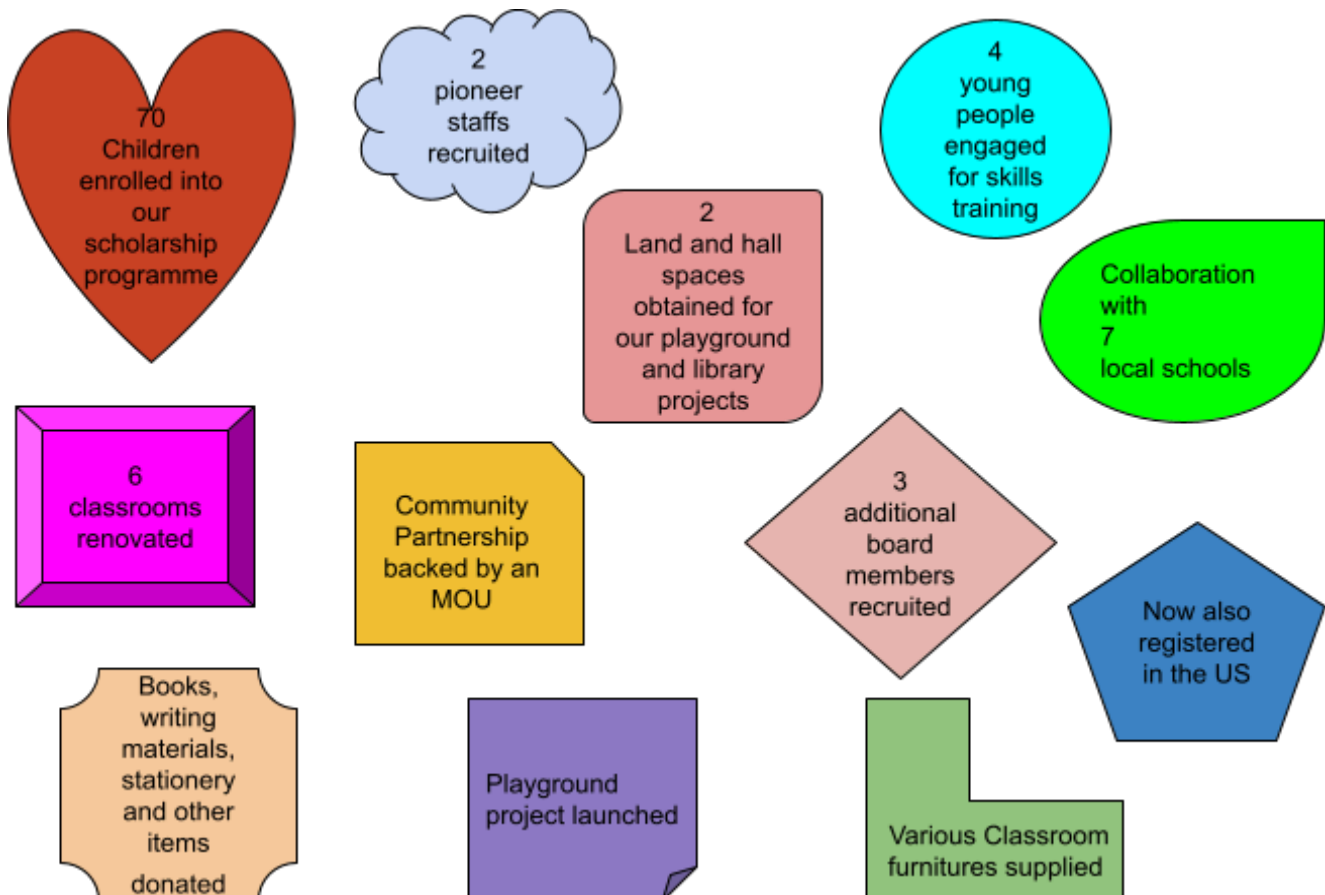 70
Children
enrolled into
our
scholarship
programme
2
pioneer
staffs
recruited
4
young
people
engaged
for skills
training
2
Land and hall
spaces
obtained for
our playground
and library
projects
Collaboration
with
7
local schools
6
classrooms
renovated
Community
Partnership
backed by an
MOU
3
additional
board
members
recruited
Now also
registered
in the US
Books,
writing
materials,
stationery
and other
items
donated
Playground
project launched
Various Classroom
furnitures supplied